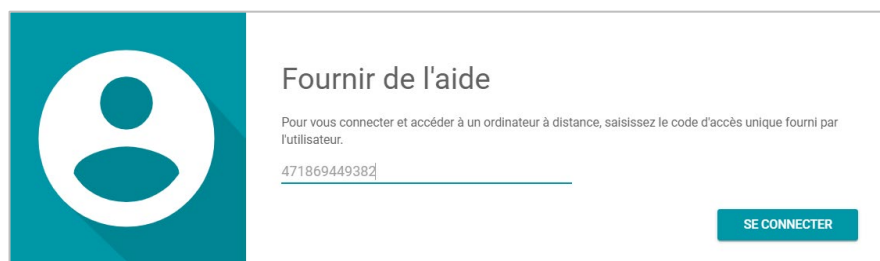 Fournir de l'aide
Pour vous connecter et accéder à un ordinateur à distance, saisissez le code d'accès unique fourni par
l'utilisateur.
471869449382
SE CONNECTER